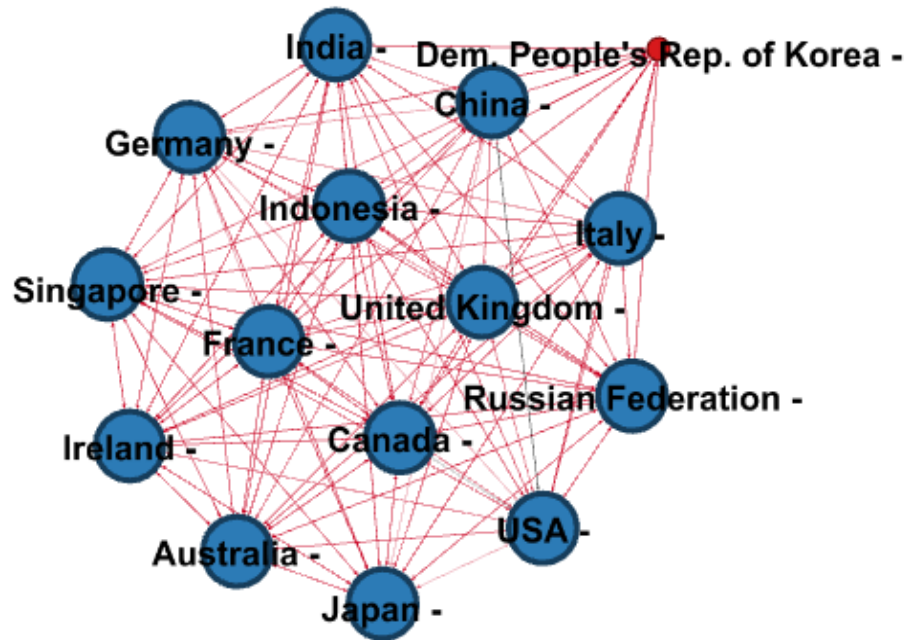 India -
Dem. People's Rep. of Korea -
China -
Germany -
Indonesia -
Italy -
Singapore -
United Kingdom -
France -
Russian Federation -
Ireland -
Canada -
USA -
Australia -
Japan -